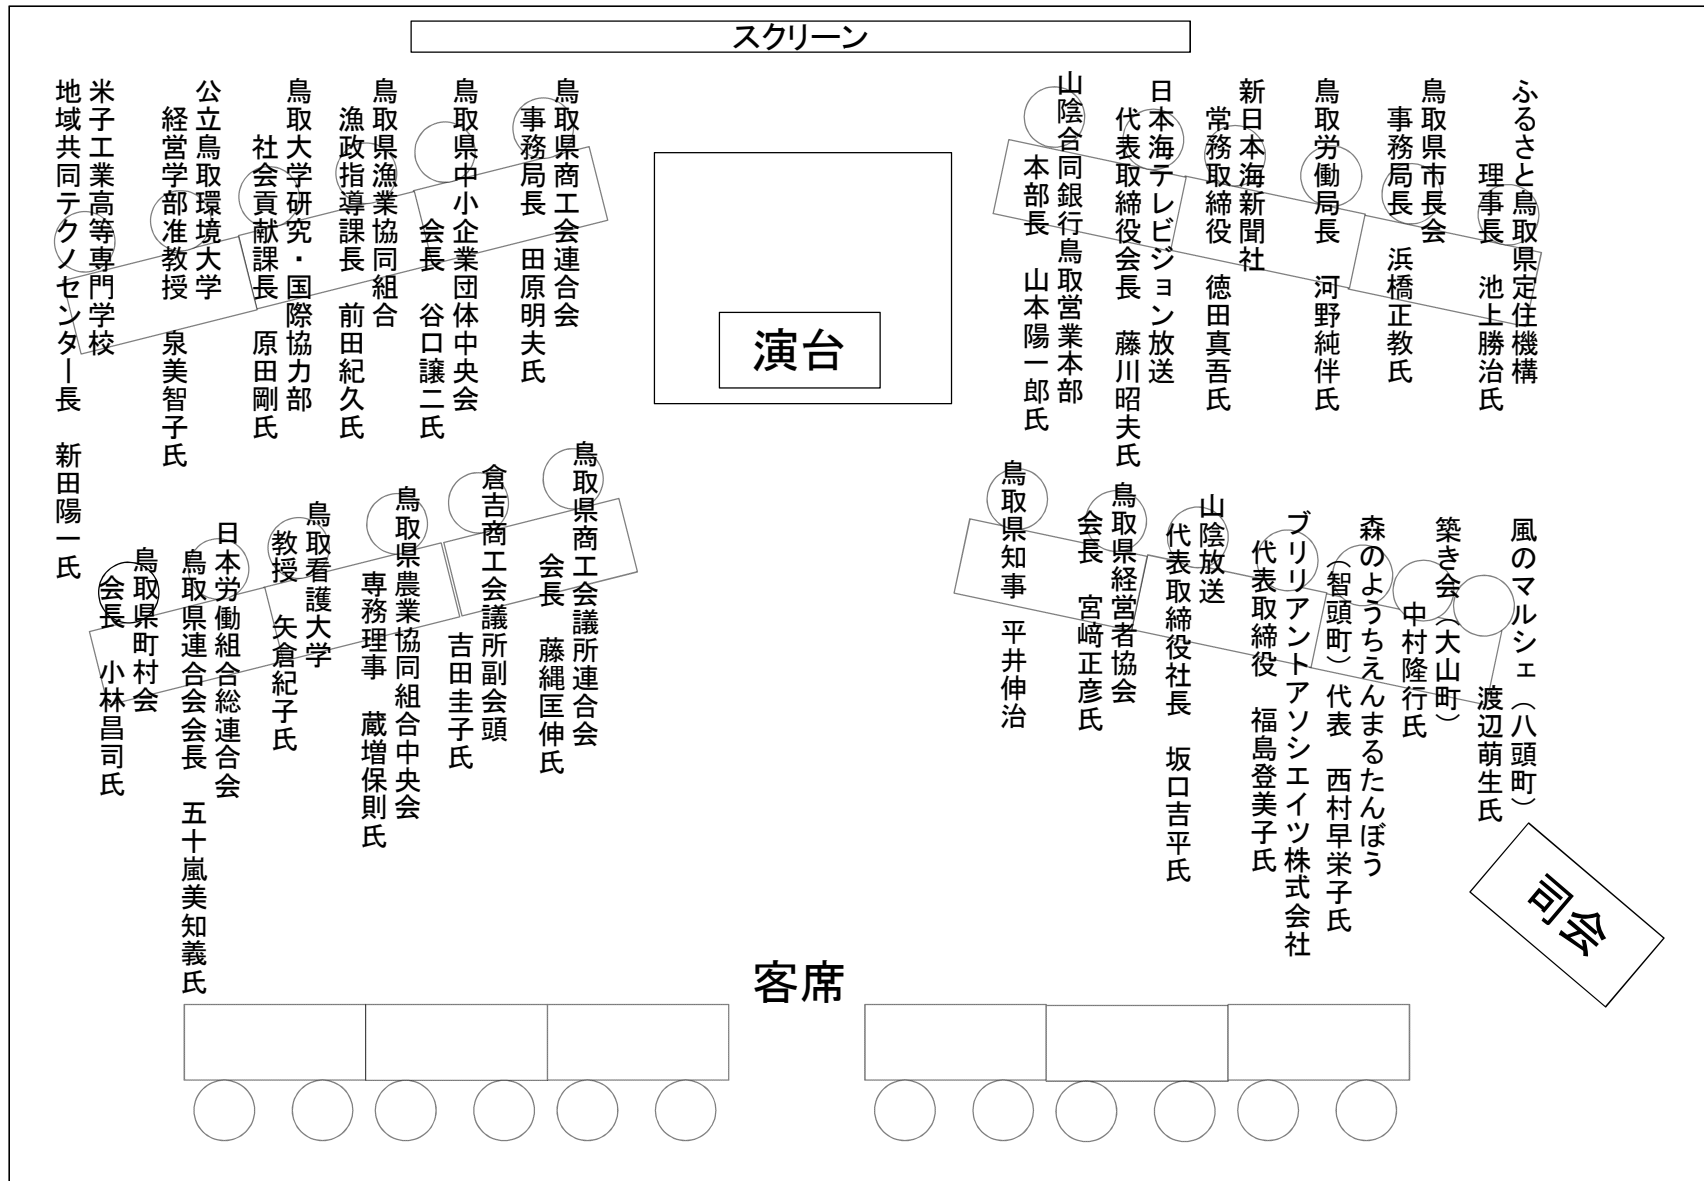 スクリーン
ふるさと鳥取県定住機構
理事長　池上勝治氏
鳥取県市長会
事務局長　浜橋正教氏
鳥取労働局長　河野純伴氏
新日本海新聞社
常務取締役　徳田真吾氏
日本海テレビジョン放送
代表取締役会長　藤川昭夫氏
山陰合同銀行鳥取営業本部
本部長　山本陽一郎氏
演台
鳥取県商工会連合会
事務局長　田原明夫氏
鳥取県中小企業団体中央会
会長　谷口譲二氏
鳥取県漁業協同組合
漁政指導課長　前田紀久氏
鳥取大学研究・国際協力部
社会貢献課長　原田剛氏
公立鳥取環境大学
経営学部准教授　泉美智子氏
米子工業高等専門学校
地域共同テクノセンター長　新田陽一氏
風のマルシェ（八頭町）
渡辺萌生氏
築き会（大山町）
中村隆行氏
森のようちえんまるたんぼう
（智頭町）代表　西村早栄子氏
ブリリアントアソシエイツ株式会社
代表取締役　福島登美子氏
山陰放送
代表取締役社長　坂口吉平氏
鳥取県経営者協会
会長　宮﨑正彦氏
鳥取県知事　平井伸治
鳥取県商工会議所連合会
会長　藤縄匡伸氏
倉吉商工会議所副会頭
吉田圭子氏
鳥取県農業協同組合中央会
専務理事　蔵増保則氏
鳥取看護大学
教授　矢倉紀子氏
日本労働組合総連合会
鳥取県連合会会長　五十嵐美知義氏
鳥取県町村会
会長　小林昌司氏
司会
客席